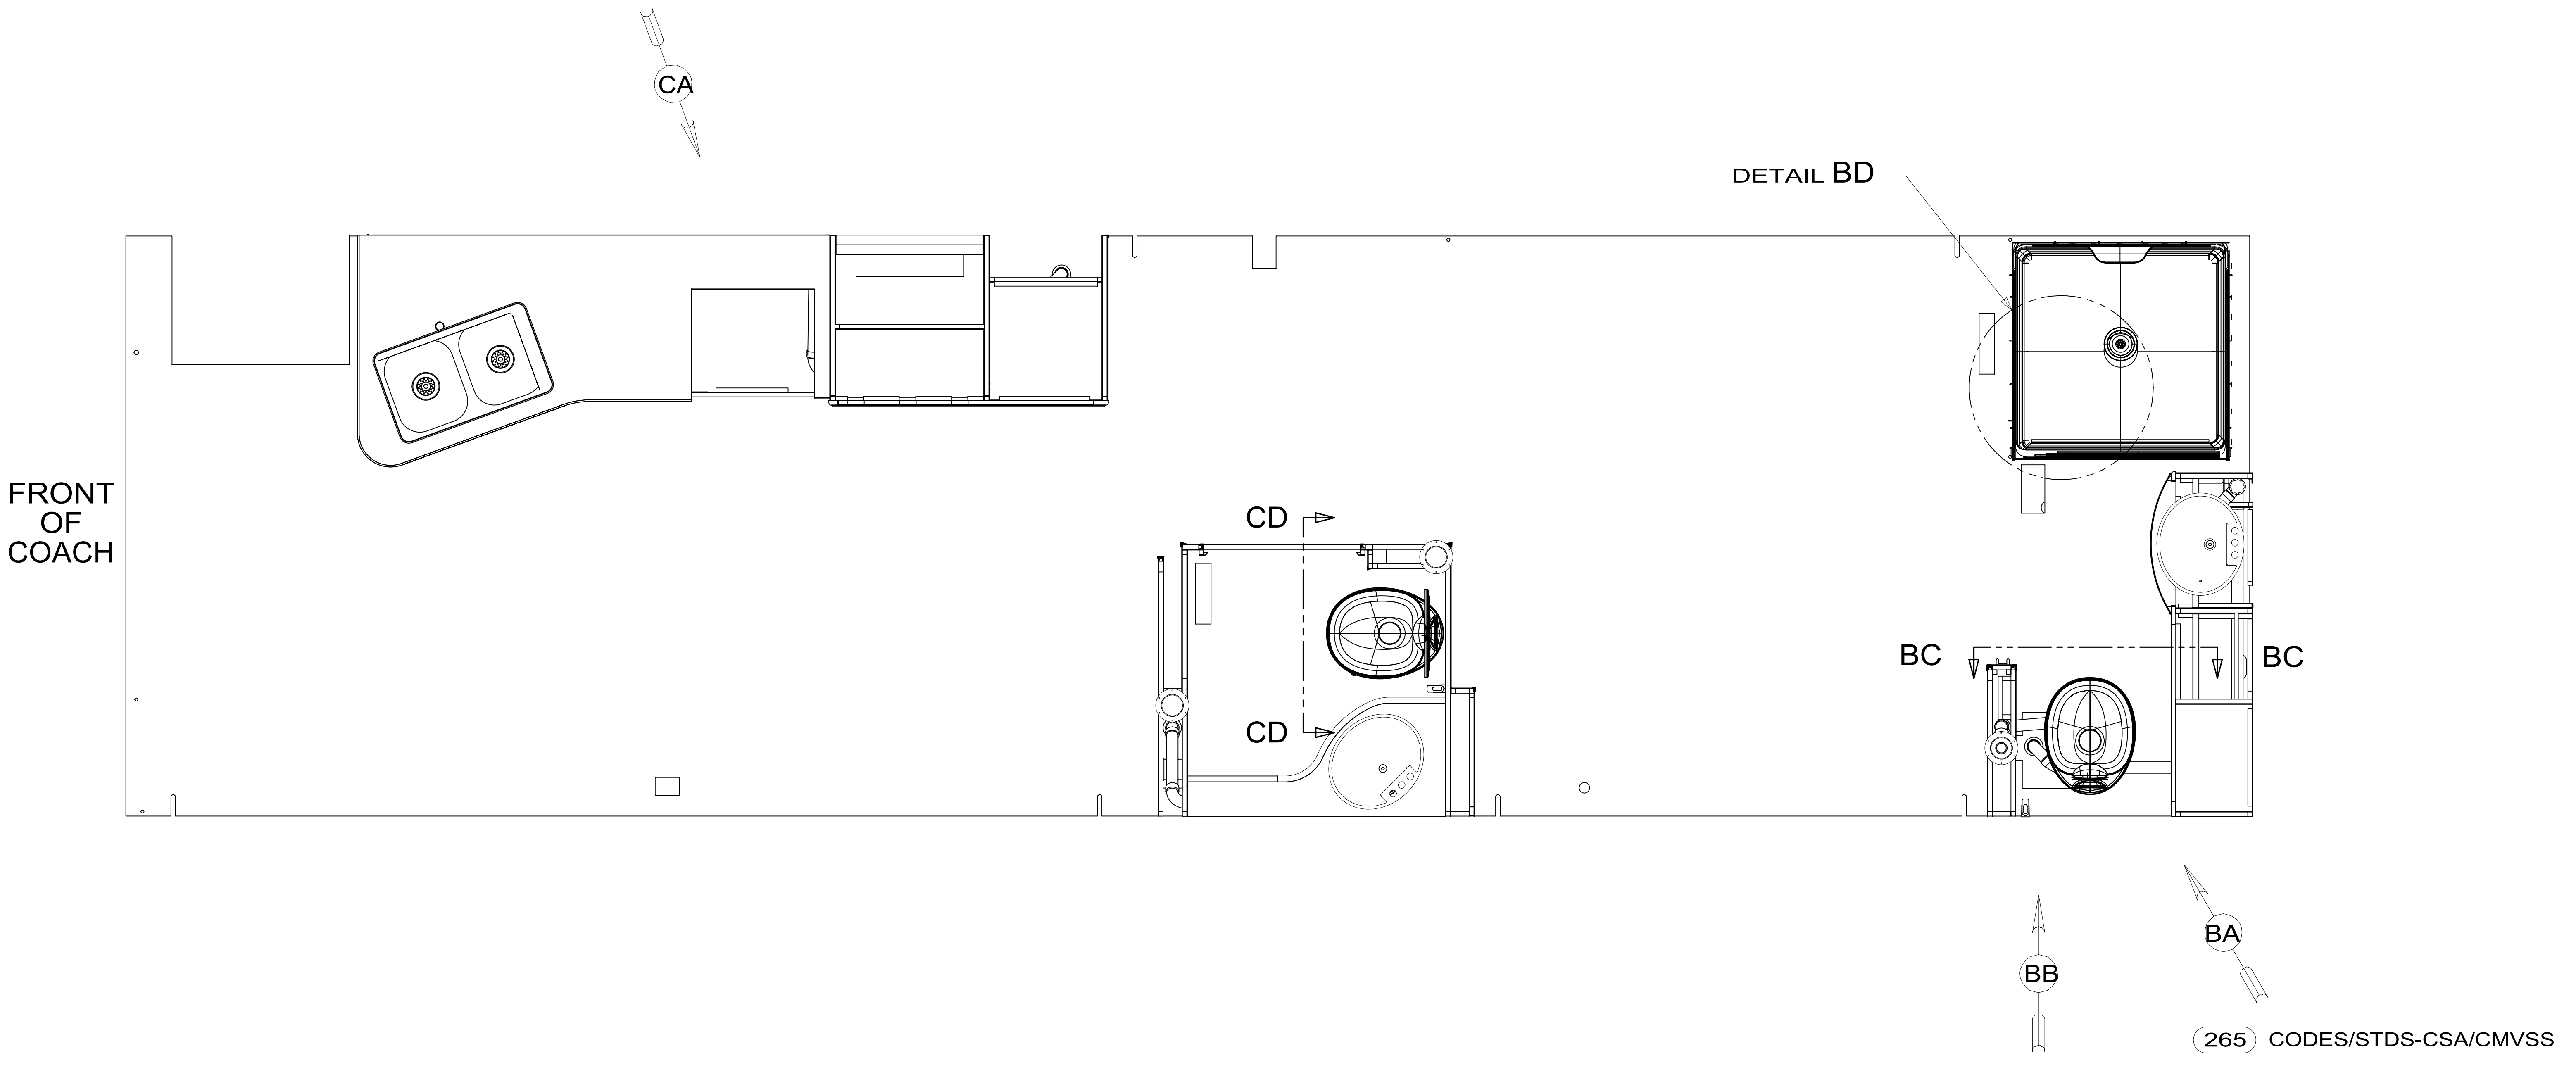 CA
DETAIL BD
FRONT
OF
COACH
CD
CD
BC
BC
BA
BB
265 CODES/STDS-CSA/CMVSS